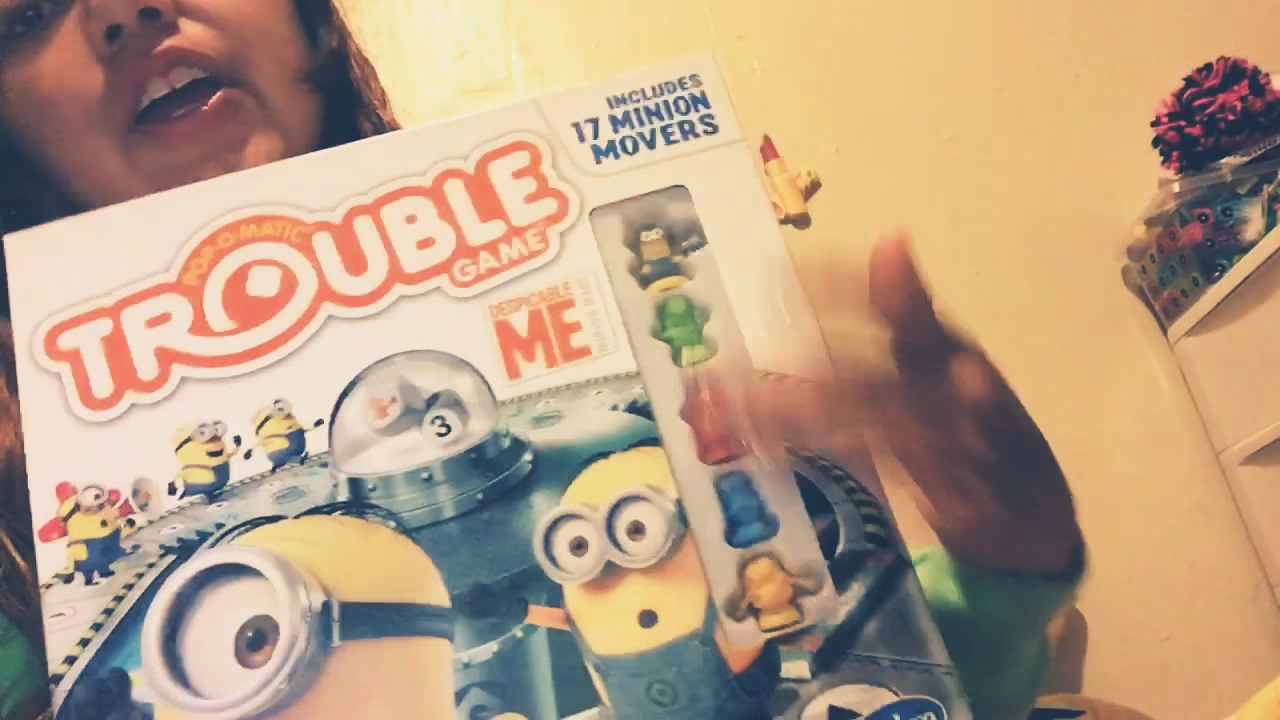 INCLUDES
17 MINION
MOVERS
POP-O-MATIC
TROUBLE
GAME
DESPICABLE
ME
3